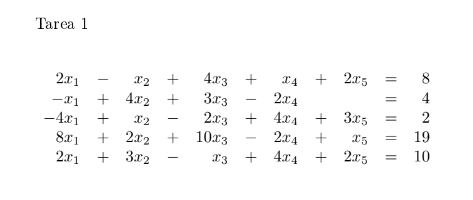 Tarea 1
2x₁ − x₂ + 4x₃ + x₄ + 2x₅ = 8
−x₁ + 4x₂ + 3x₃ − 2x₄ = 4
−4x₁ + x₂ − 2x₃ + 4x₄ + 3x₅ = 2
8x₁ + 2x₂ + 10x₃ − 2x₄ + x₅ = 19
2x₁ + 3x₂ − x₃ + 4x₄ + 2x₅ = 10